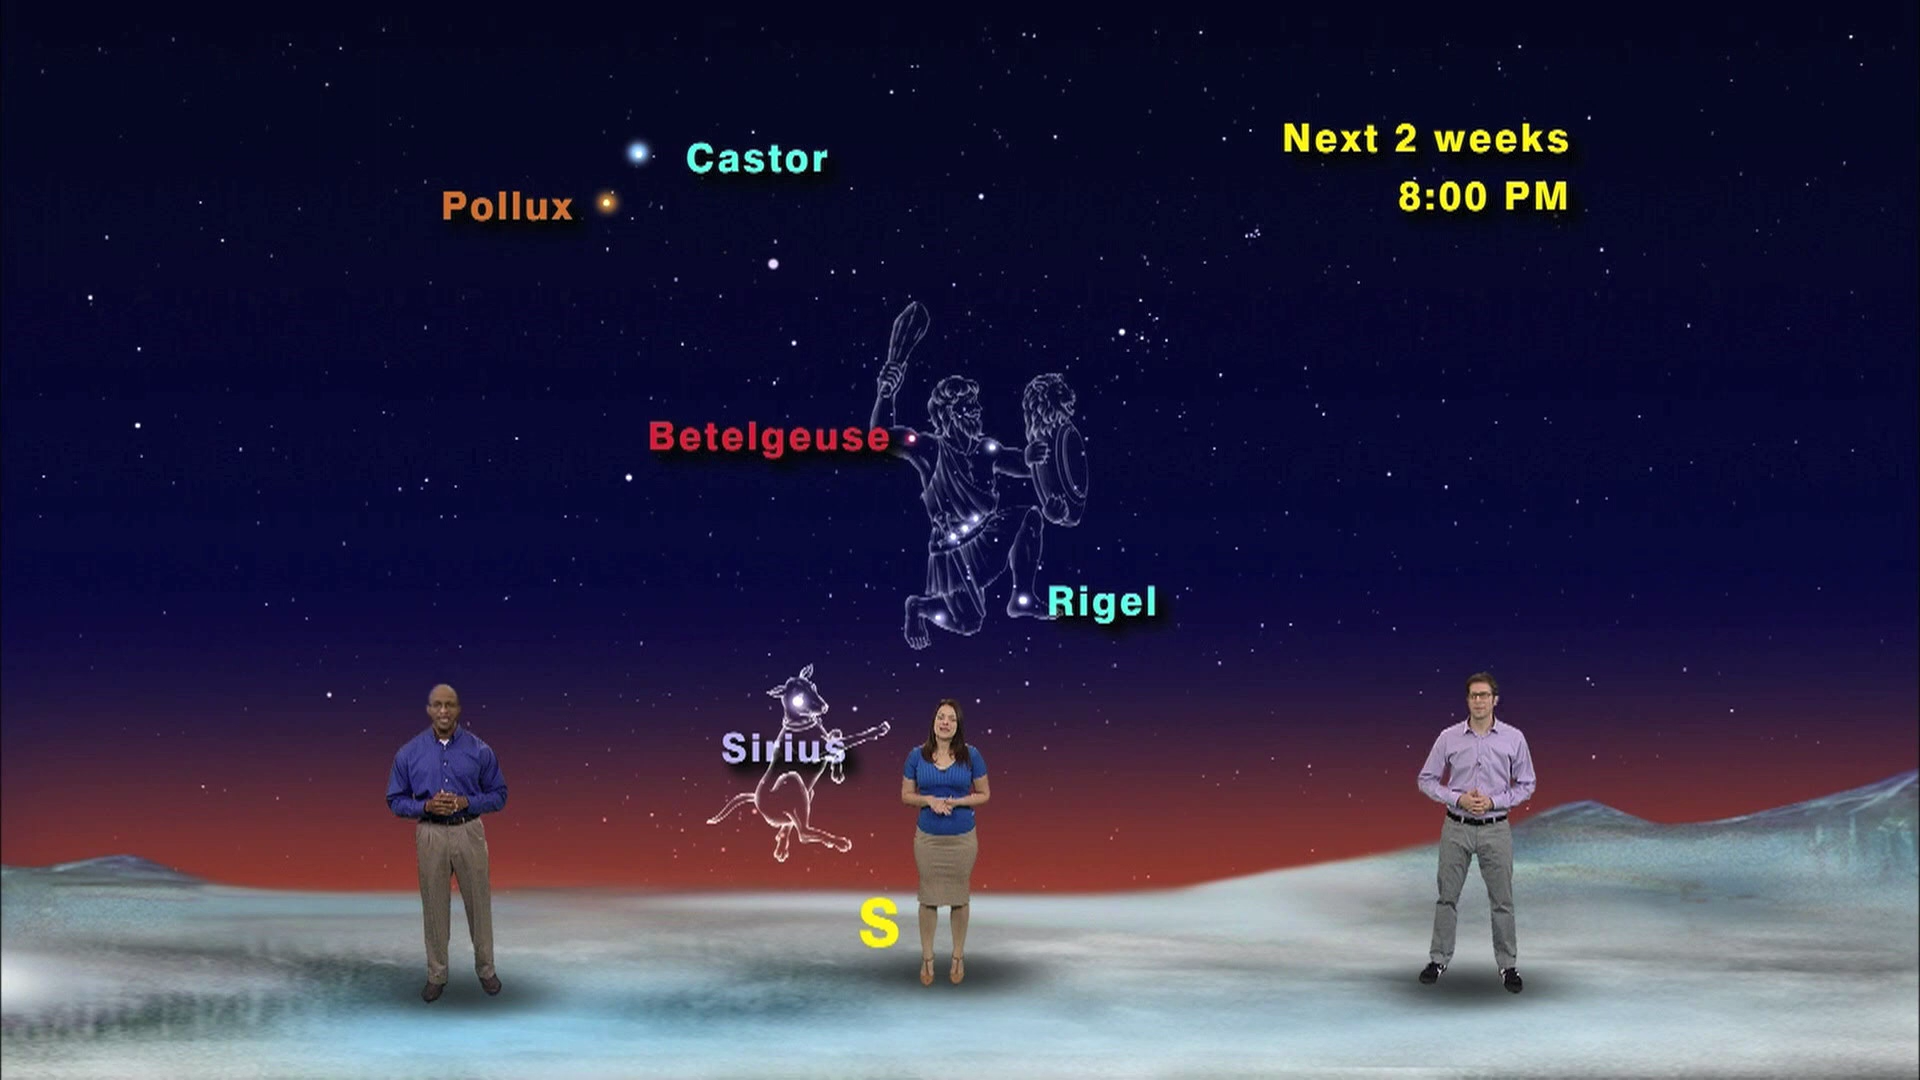 Castor
Pollux
Next 2 weeks
8:00 PM
Betelgeuse
Rigel
Sirius
S